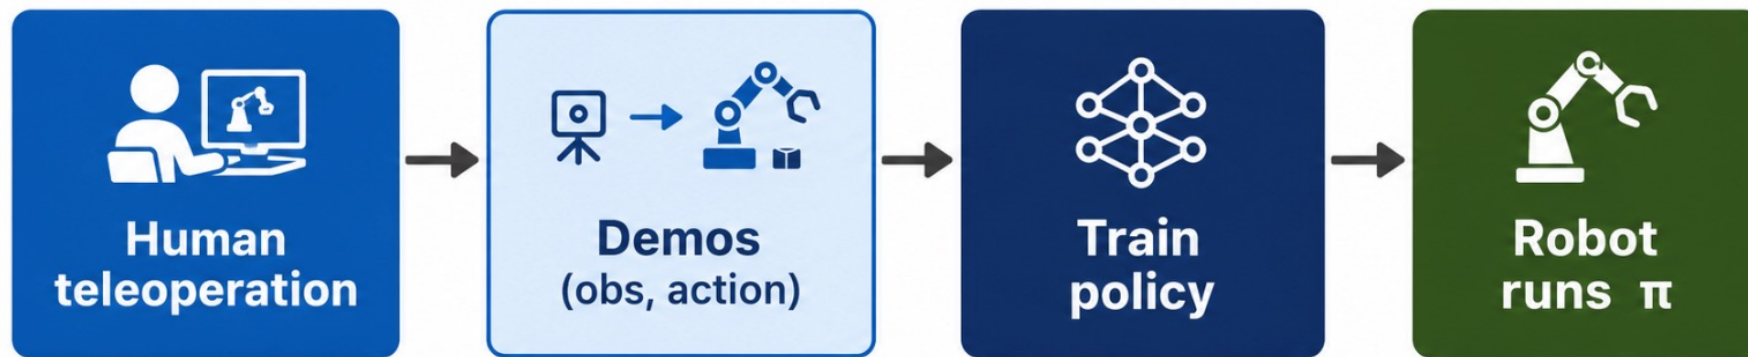 Human
teleoperation
Demos
(obs, action)
Train
policy
Robot
runs π